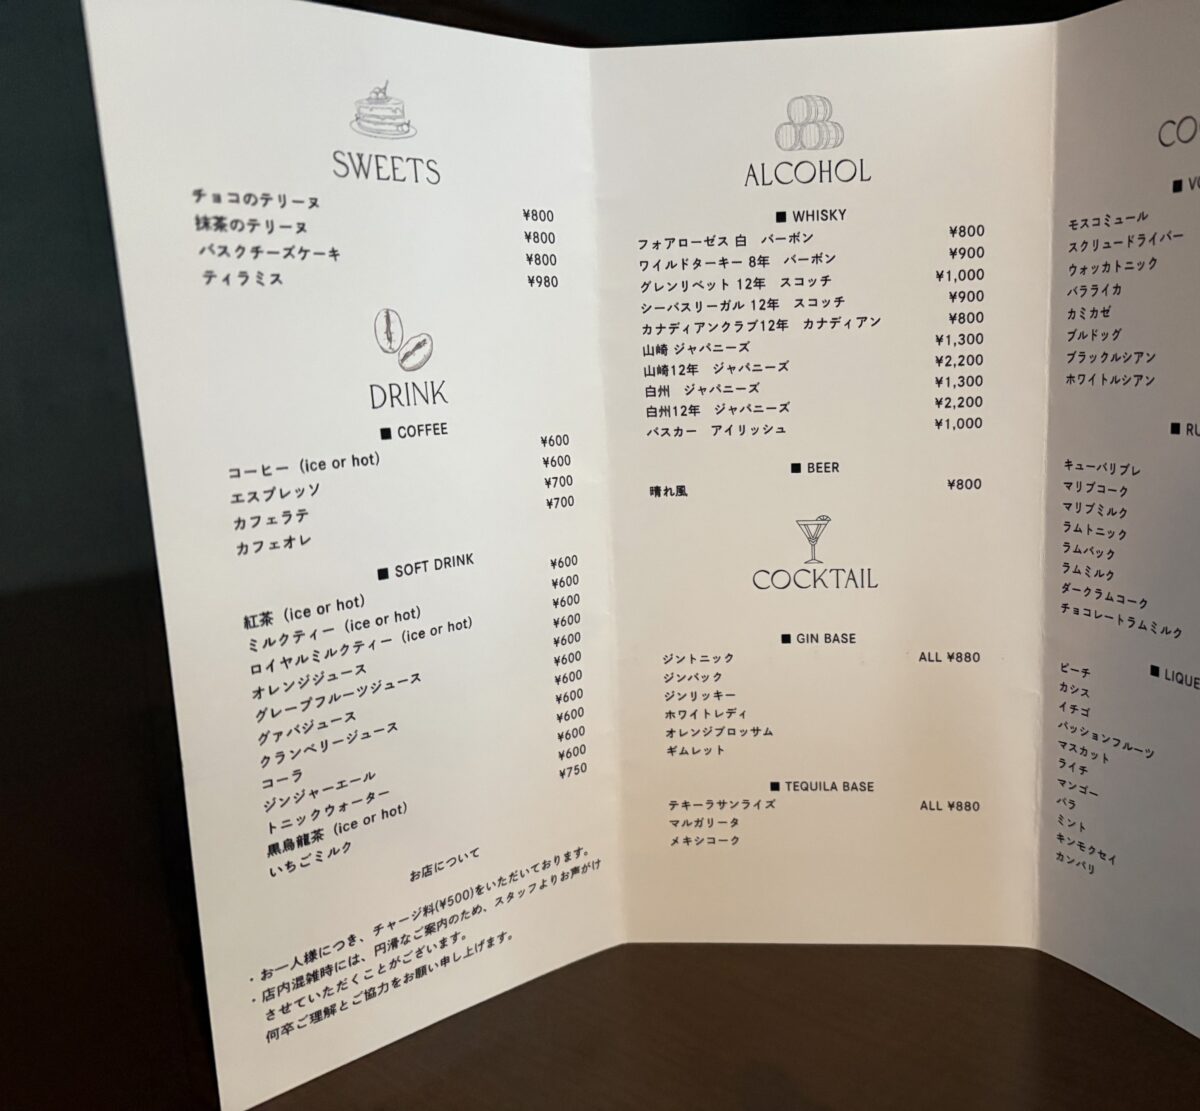 SWEETS
チョコのテリーヌ ¥800
抹茶のテリーヌ ¥800
バスクチーズケーキ ¥800
ティラミス ¥980
DRINK
■ COFFEE
コーヒー（ice or hot） ¥600
エスプレッソ ¥600
カフェラテ ¥700
カフェオレ ¥700
■ SOFT DRINK
紅茶（ice or hot） ¥600
ミルクティー（ice or hot） ¥600
ロイヤルミルクティー（ice or hot） ¥600
オレンジジュース ¥600
グレープフルーツジュース ¥600
グァバジュース ¥600
クランベリージュース ¥600
コーラ ¥600
ジンジャーエール ¥600
トニックウォーター ¥600
黒烏龍茶（ice or hot） ¥600
いちごミルク ¥750
お店について
・お一人様につき、チャージ料(¥500)をいただいております。
・店内混雑時には、円滑なご案内のため、スタッフよりお声がけ
させていただくことがございます。
何卒ご理解とご協力をお願い申し上げます。
ALCOHOL
■ WHISKY
フォアローゼス 白　バーボン ¥800
ワイルドターキー 8年　バーボン ¥900
グレンリベット 12年　スコッチ ¥1,000
シーバスリーガル 12年　スコッチ ¥900
カナディアンクラブ12年　カナディアン ¥800
山崎 ジャパニーズ ¥1,300
山崎12年　ジャパニーズ ¥2,200
白州　ジャパニーズ ¥1,300
白州12年　ジャパニーズ ¥2,200
バスカー　アイリッシュ ¥1,000
■ BEER
晴れ風 ¥800
COCKTAIL
■ GIN BASE
ジントニック ALL ¥880
ジンバック
ジンリッキー
ホワイトレディ
オレンジブロッサム
ギムレット
■ TEQUILA BASE
テキーラサンライズ ALL ¥880
マルガリータ
メキシコーク
CO
■ VO
モスコミュール
スクリュードライバー
ウォッカトニック
バラライカ
カミカゼ
ブルドッグ
ブラックルシアン
ホワイトルシアン
■ RU
キューバリブレ
マリブコーク
マリブミルク
ラムトニック
ラムバック
ラムミルク
ダークラムコーク
チョコレートラムミルク
■ LIQUE
ピーチ
カシス
イチゴ
パッションフルーツ
マスカット
ライチ
マンゴー
バラ
ミント
キンモクセイ
カンパリ